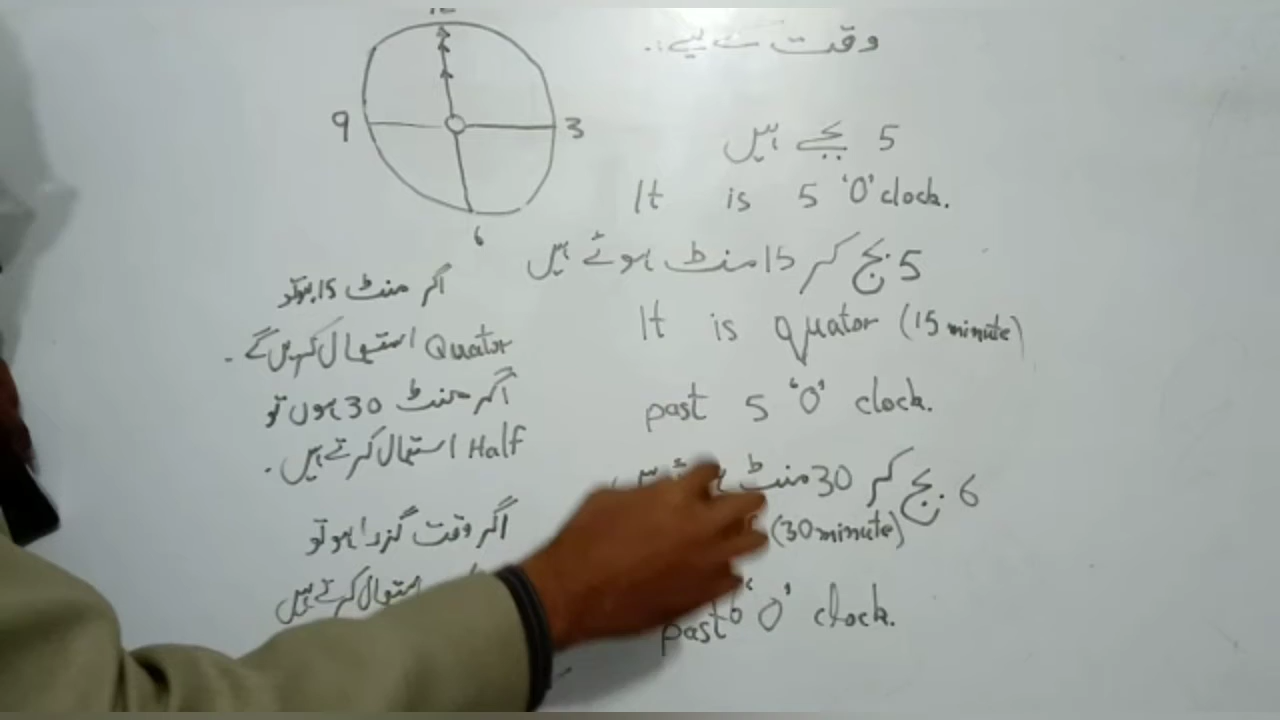 وقت کے لیے:.
12
9
3
6
5 بجے ہیں
It is 5 'O' clock.
5 بج کر 15 منٹ ہوئے ہیں
It is quator (15 minute)
past 5 'O' clock.
6 بج کر 30 منٹ
(30 minute)
past 6 'O' clock.
اگر منٹ 15 ہو تو
Quator استعمال کریں گے ۔
اگر منٹ 30 ہوں تو
Half استعمال کرتے ہیں ۔
اگر وقت گزرا ہو تو
استعمال کرتے ہیں